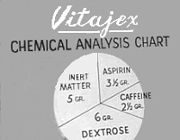 Vitajex
CHEMICAL ANALYSIS CHART
INERT
MATTER
5 GR.
ASPIRIN
3½ GR.
CAFFEINE
2½ GR.
6 GR.
DEXTROSE